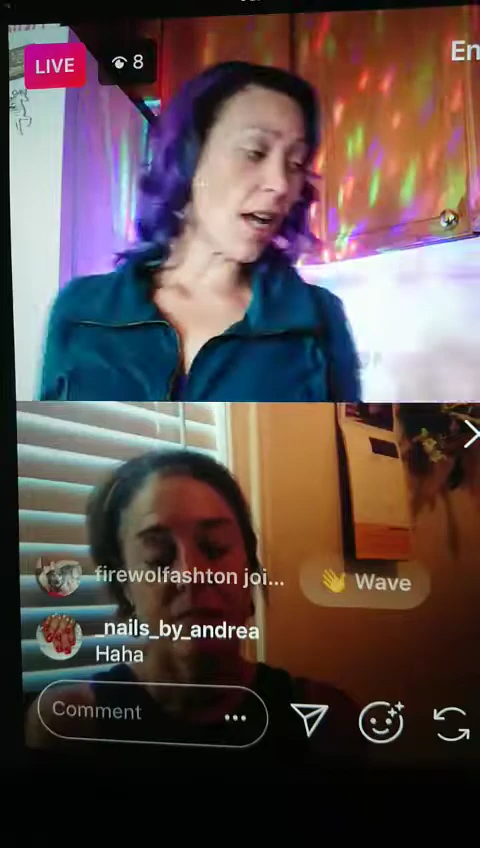 LIVE
8
En
firewolfashton joi...
👋 Wave
_nails_by_andrea
Haha
Comment